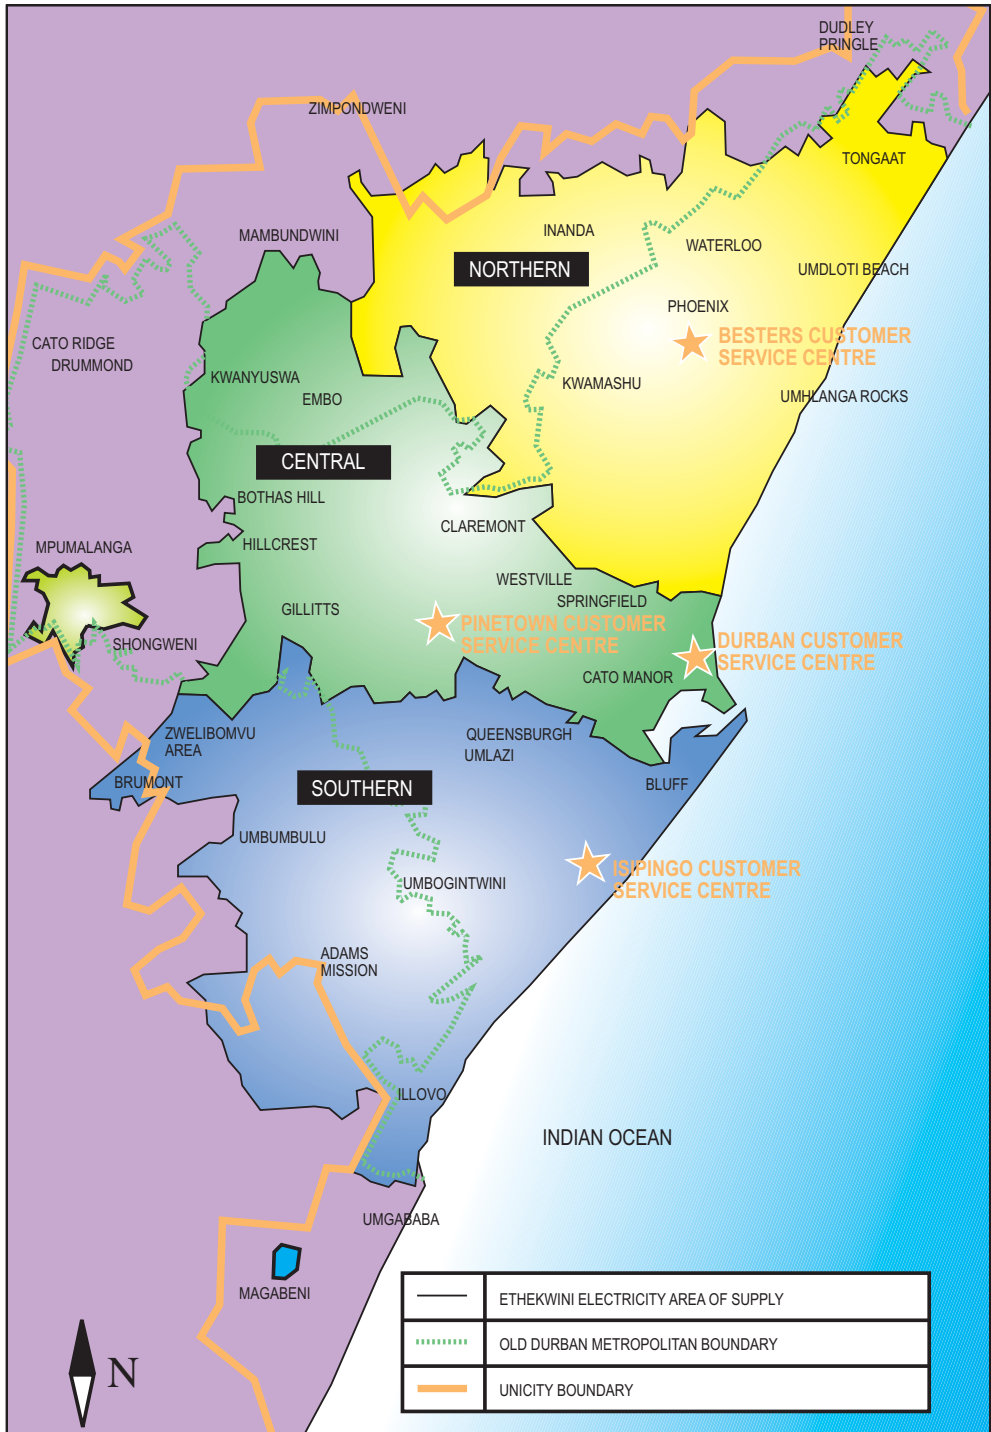 DUDLEY
PRINGLE
ZIMPONDWENI
TONGAAT
INANDA
MAMBUNDWINI
WATERLOO
NORTHERN
UMDLOTI BEACH
PHOENIX
BESTERS CUSTOMER
SERVICE CENTRE
CATO RIDGE
DRUMMOND
KWANYUSWA
KWAMASHU
EMBO
UMHLANGA ROCKS
CENTRAL
BOTHAS HILL
CLAREMONT
HILLCREST
MPUMALANGA
WESTVILLE
SPRINGFIELD
GILLITTS
PINETOWN CUSTOMER
SERVICE CENTRE
SHONGWENI
DURBAN CUSTOMER
SERVICE CENTRE
CATO MANOR
ZWELIBOMVU
AREA
QUEENSBURGH
UMLAZI
BRUMONT
SOUTHERN
BLUFF
UMBUMBULU
ISIPINGO CUSTOMER
SERVICE CENTRE
UMBOGINTWINI
ADAMS
MISSION
ILLOVO
INDIAN OCEAN
UMGABABA
MAGABENI
N
ETHEKWINI ELECTRICITY AREA OF SUPPLY
OLD DURBAN METROPOLITAN BOUNDARY
UNICITY BOUNDARY